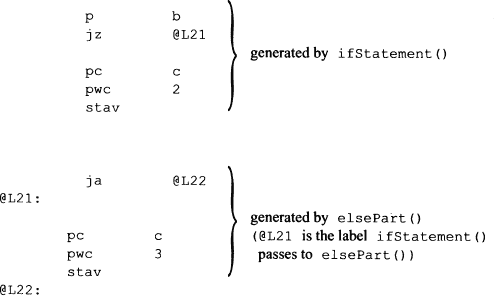 p b
jz @L21
generated by ifStatement()
pc c
pwc 2
stav
ja @L22
@L21:
generated by elsePart()
pc c (@L21 is the label ifStatement()
pwc 3 passes to elsePart())
stav
@L22: